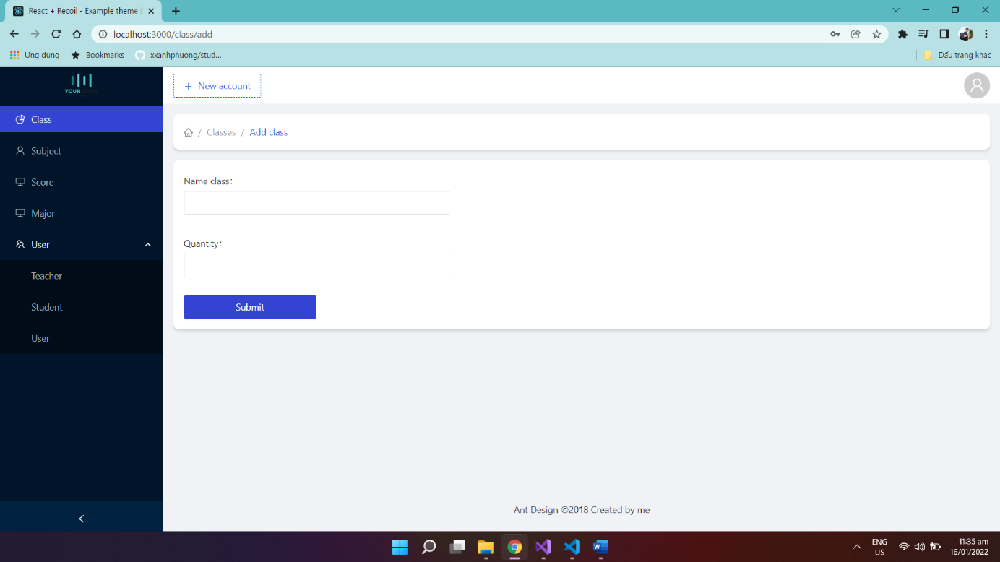 React + Recoil - Example theme
localhost:3000/class/add
Ứng dụng
Bookmarks
xxanhphuong/stud...
Dấu trang khác
YOUR LOGO
New account
Class
Subject
Score
Major
User
Teacher
Student
User
/ Classes / Add class
Name class:
Quantity:
Submit
Ant Design ©2018 Created by me
ENG
US
11:35 am
16/01/2022